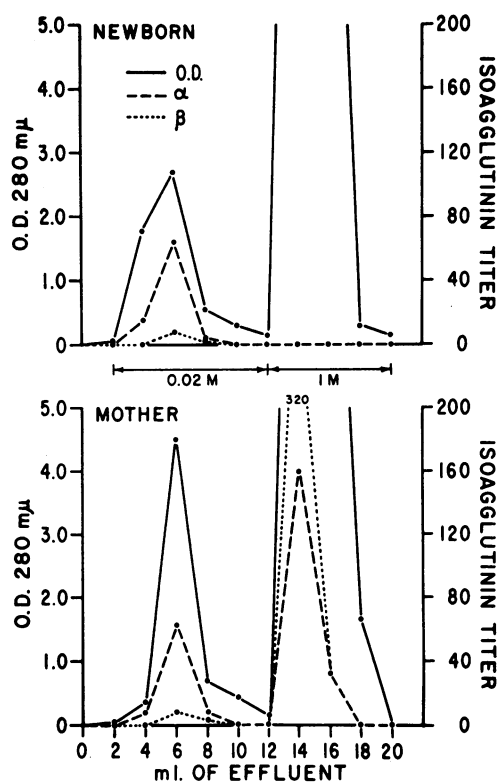 NEWBORN
O.D.
α
β
5.0
4.0
3.0
2.0
1.0
0
O.D. 280 mμ
200
160
120
80
40
0
ISOAGGLUTININ TITER
0.02 M
1 M
MOTHER
320
5.0
4.0
3.0
2.0
1.0
0
O.D. 280 mμ
200
160
120
80
40
0
ISOAGGLUTININ TITER
0 2 4 6 8 10 12 14 16 18 20
ml. OF EFFLUENT